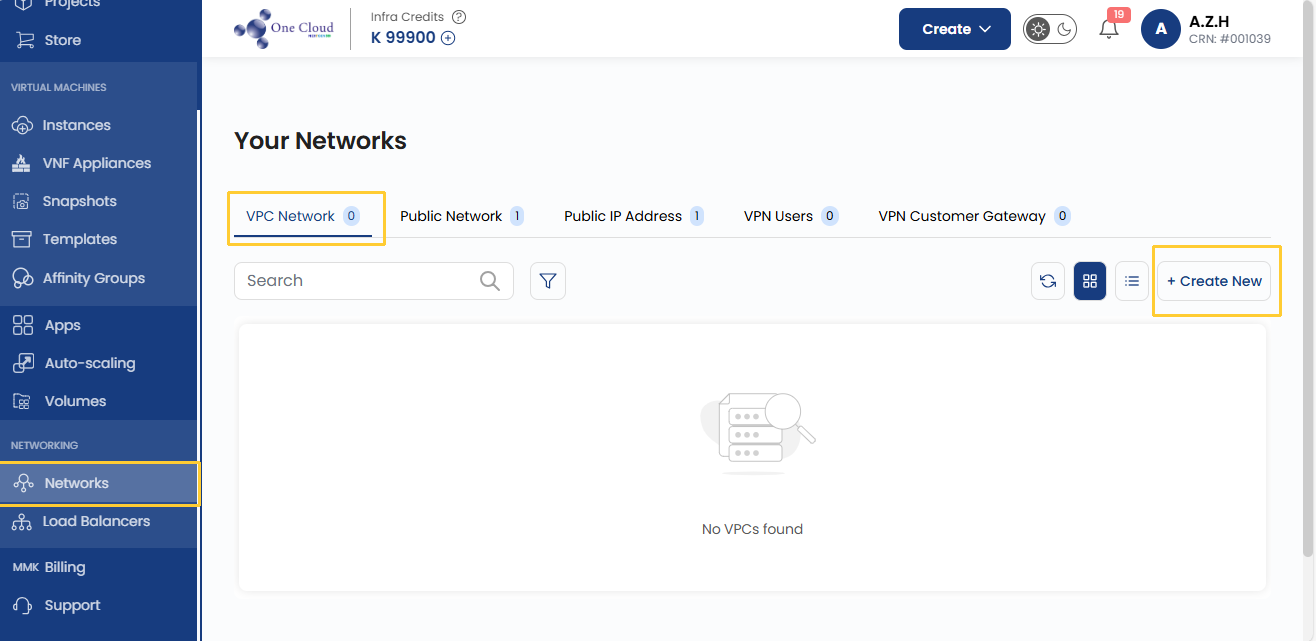 Projects
Store
VIRTUAL MACHINES
Instances
VNF Appliances
Snapshots
Templates
Affinity Groups
Apps
Auto-scaling
Volumes
NETWORKING
Networks
Load Balancers
MMK Billing
Support
One Cloud
Infra Credits ?
K 99900
Create
19
A
A.Z.H
CRN: #001039
Your Networks
VPC Network 0 Public Network 1 Public IP Address 1 VPN Users 0 VPN Customer Gateway 0
Search
+ Create New
No VPCs found